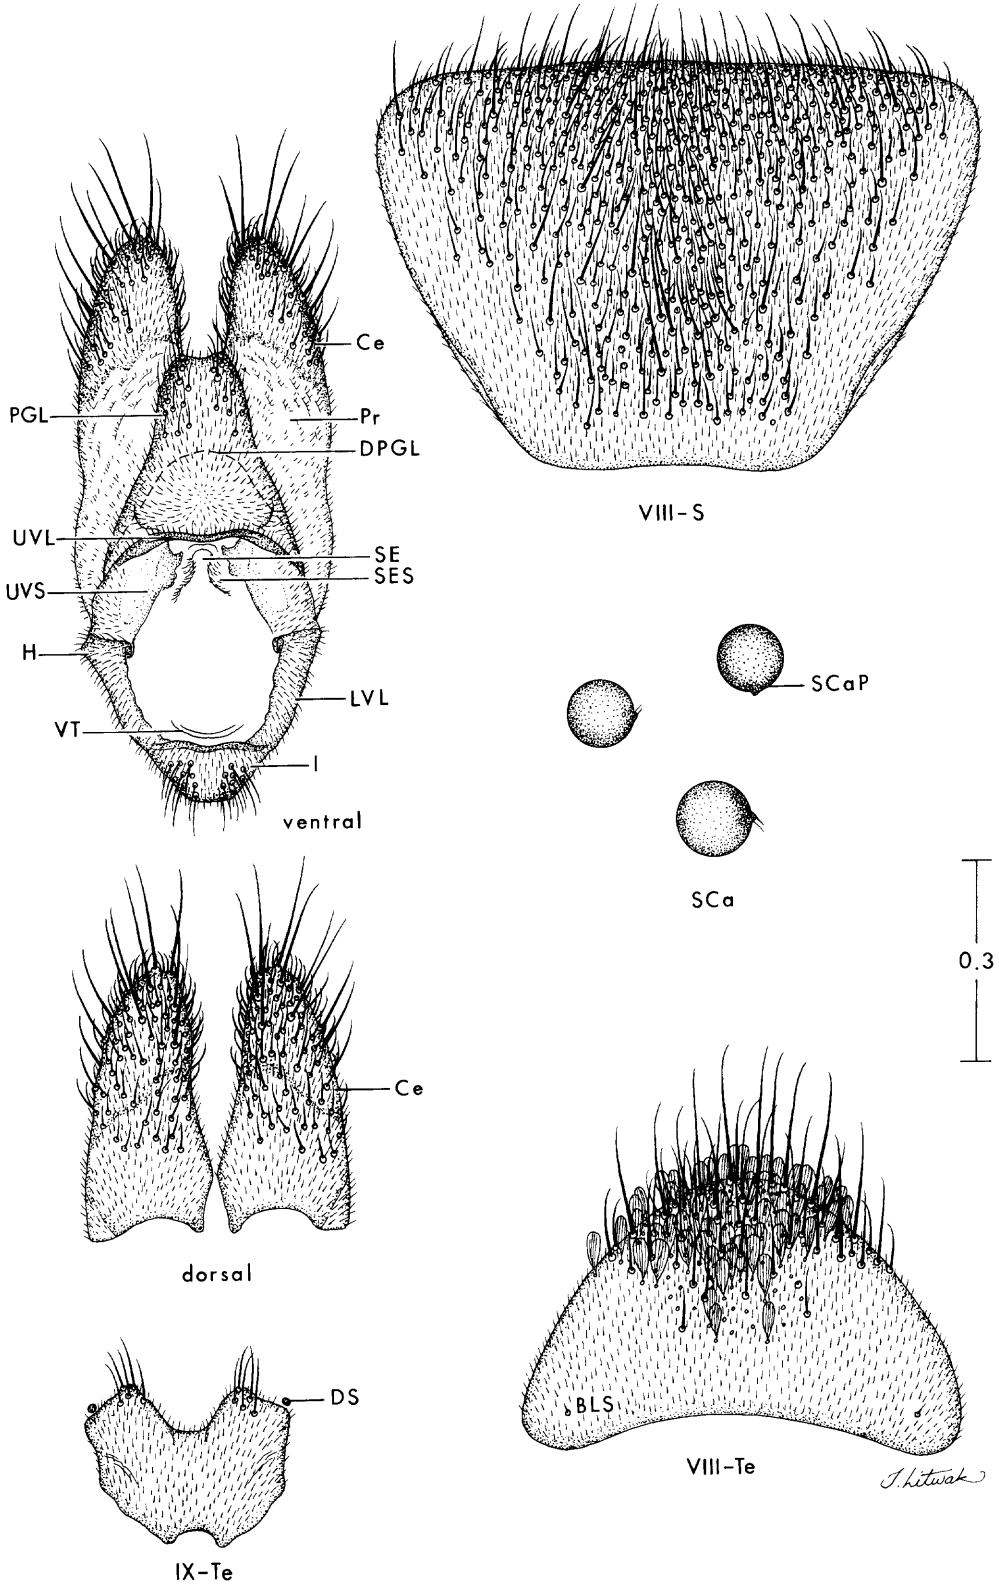 Ce
PGL
Pr
DPGL
UVL
SE
SES
UVS
H
LVL
VT
I
ventral
VIII-S
SCaP
SCa
0.3
Ce
dorsal
DS
IX-Te
BLS
VIII-Te
T. Litwak